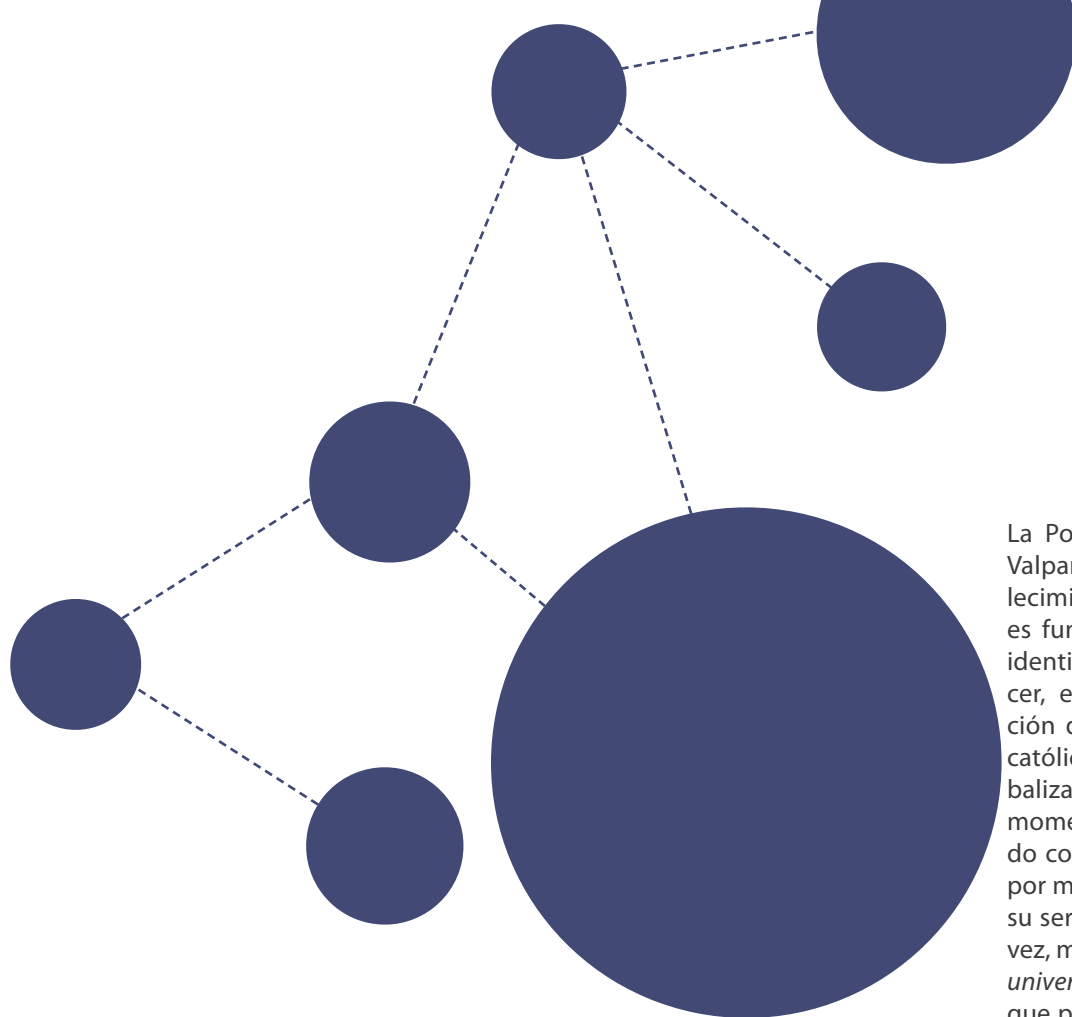 La Po
Valpar
lecimi
es fur
identi
cer, e
ción c
católic
baliza
mome
do co
por m
su ser
vez, m
univer
que p